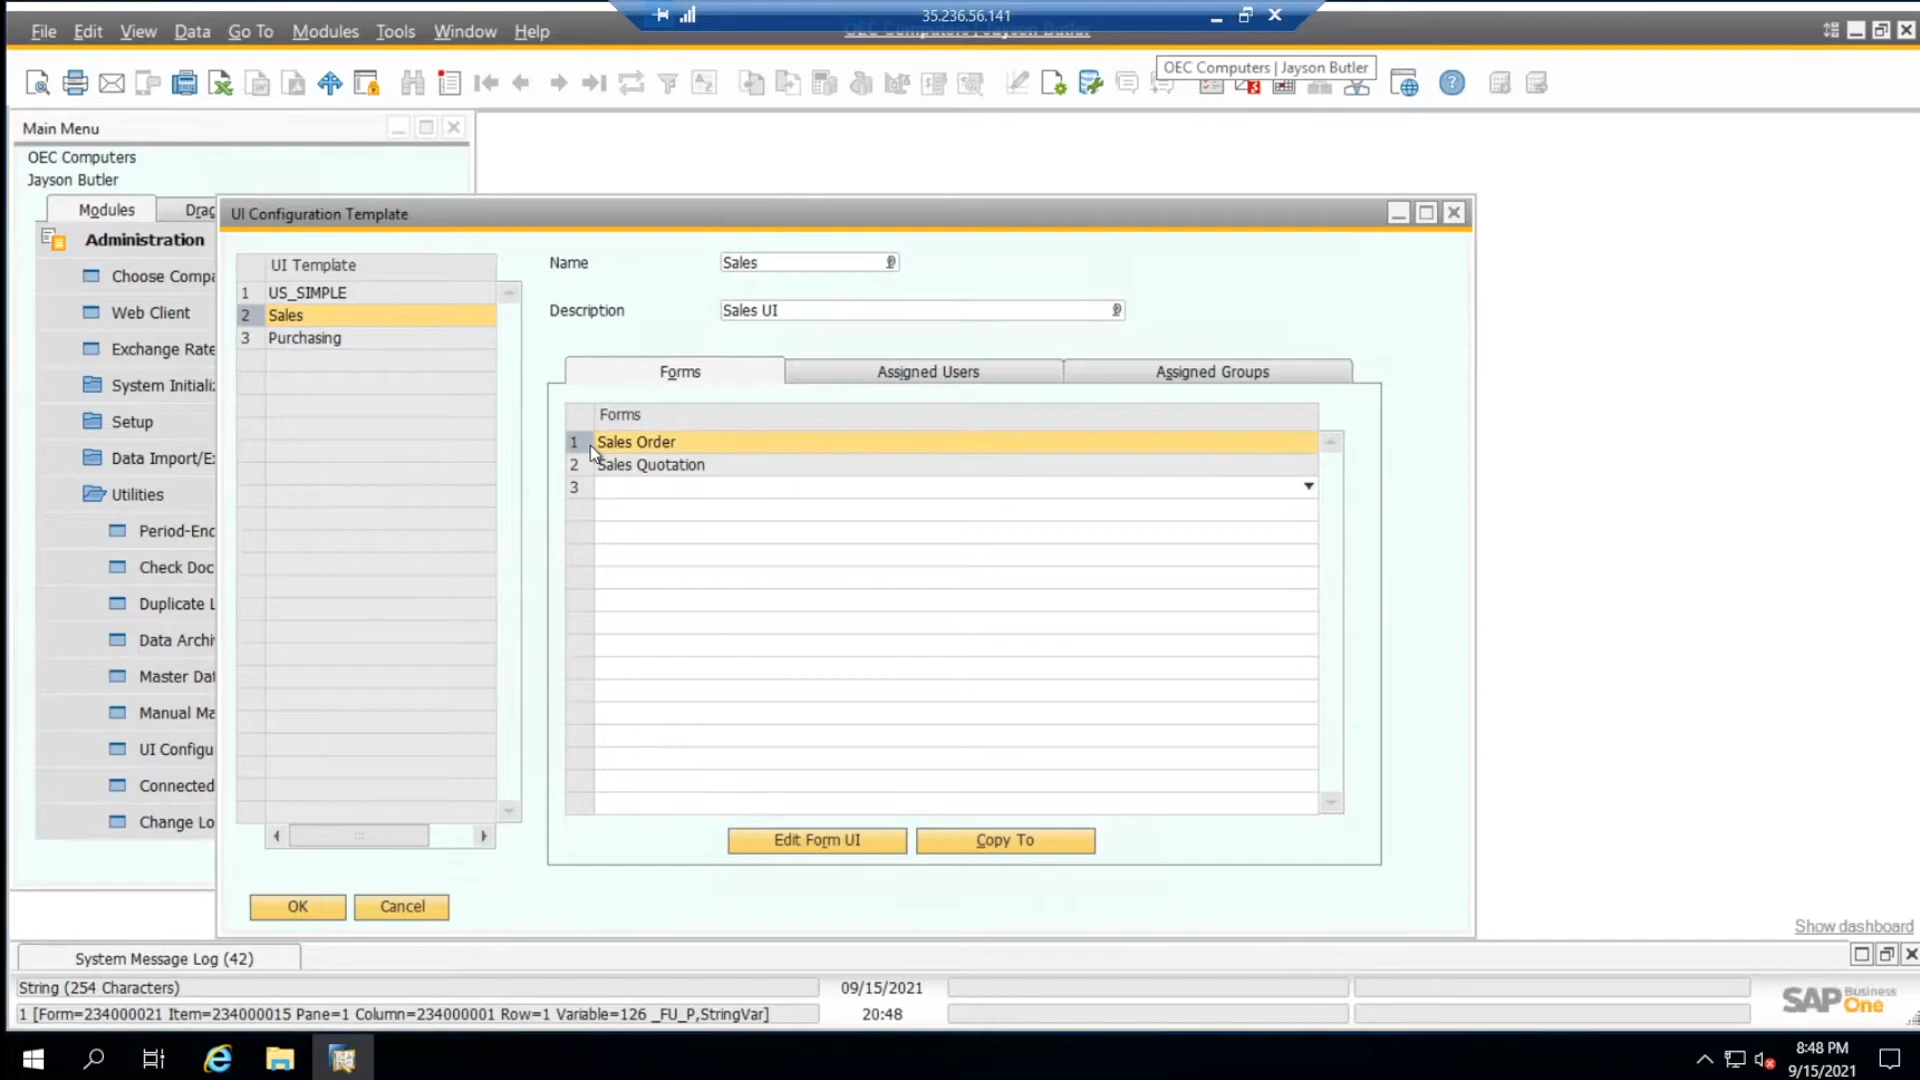 35.236.56.141
File Edit View Data Go To Modules Tools Window Help
OEC Computers | Jayson Butler
OEC Computers | Jayson Butler
Main Menu
OEC Computers
Jayson Butler
Modules Drag
Administration
Choose Compa
Web Client
Exchange Rate
System Initializ
Setup
Data Import/Ex
Utilities
Period-End
Check Doc
Duplicate L
Data Archi
Master Dat
Manual Ma
UI Configu
Connected
Change Lo
UI Configuration Template
UI Template
1 US_SIMPLE
2 Sales
3 Purchasing
Name Sales
Description Sales UI
Forms Assigned Users Assigned Groups
Forms
1 Sales Order
2 Sales Quotation
3
Edit Form UI Copy To
OK Cancel
Show dashboard
System Message Log (42)
String (254 Characters) 09/15/2021
1 [Form=234000021 Item=234000015 Pane=1 Column=234000001 Row=1 Variable=126 _FU_P,StringVar] 20:48
SAP Business One
8:48 PM
9/15/2021